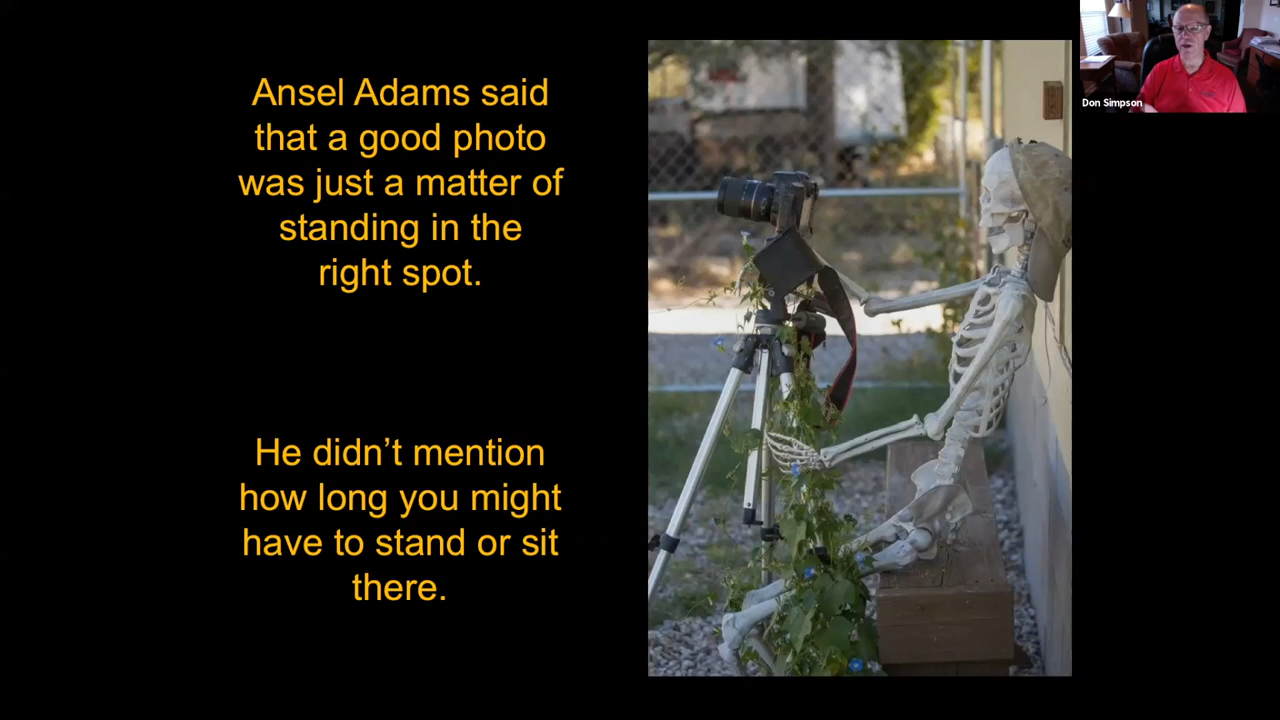 Ansel Adams said
that a good photo
was just a matter of
standing in the
right spot.
He didn’t mention
how long you might
have to stand or sit
there.
Don Simpson